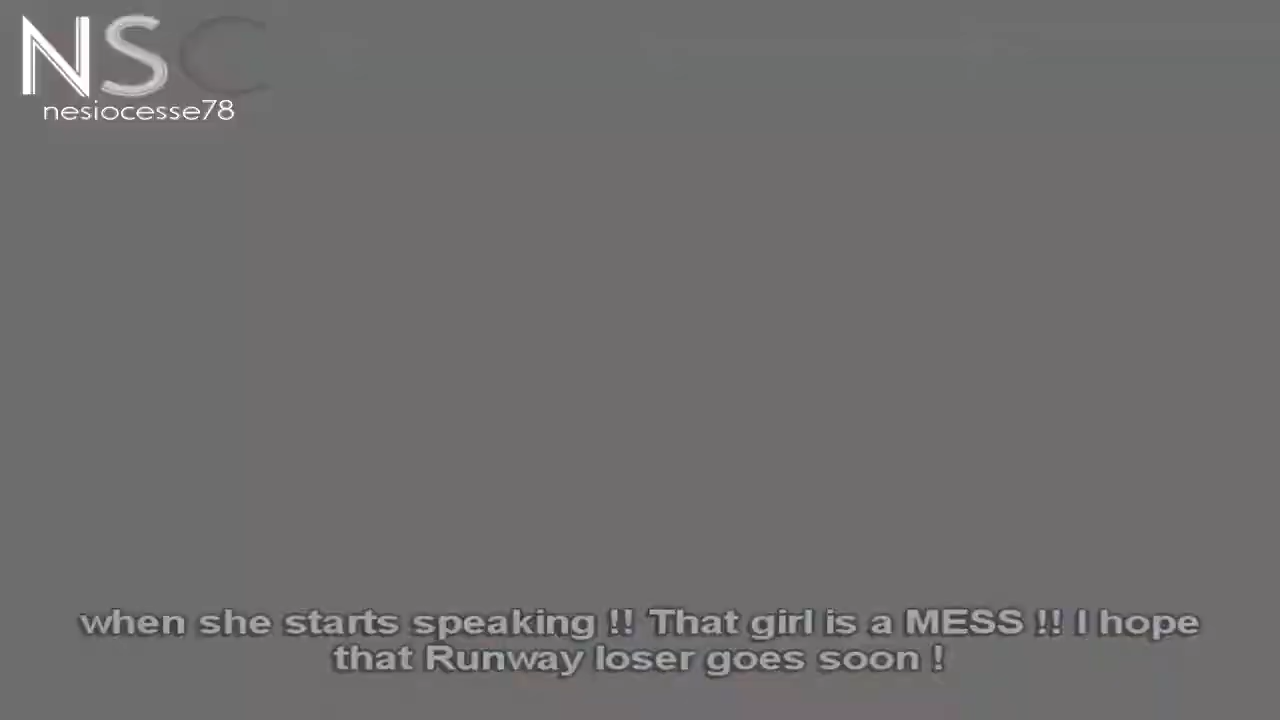 NSC
nesiocesse78
when she starts speaking !! That girl is a MESS !! I hope
that Runway loser goes soon !